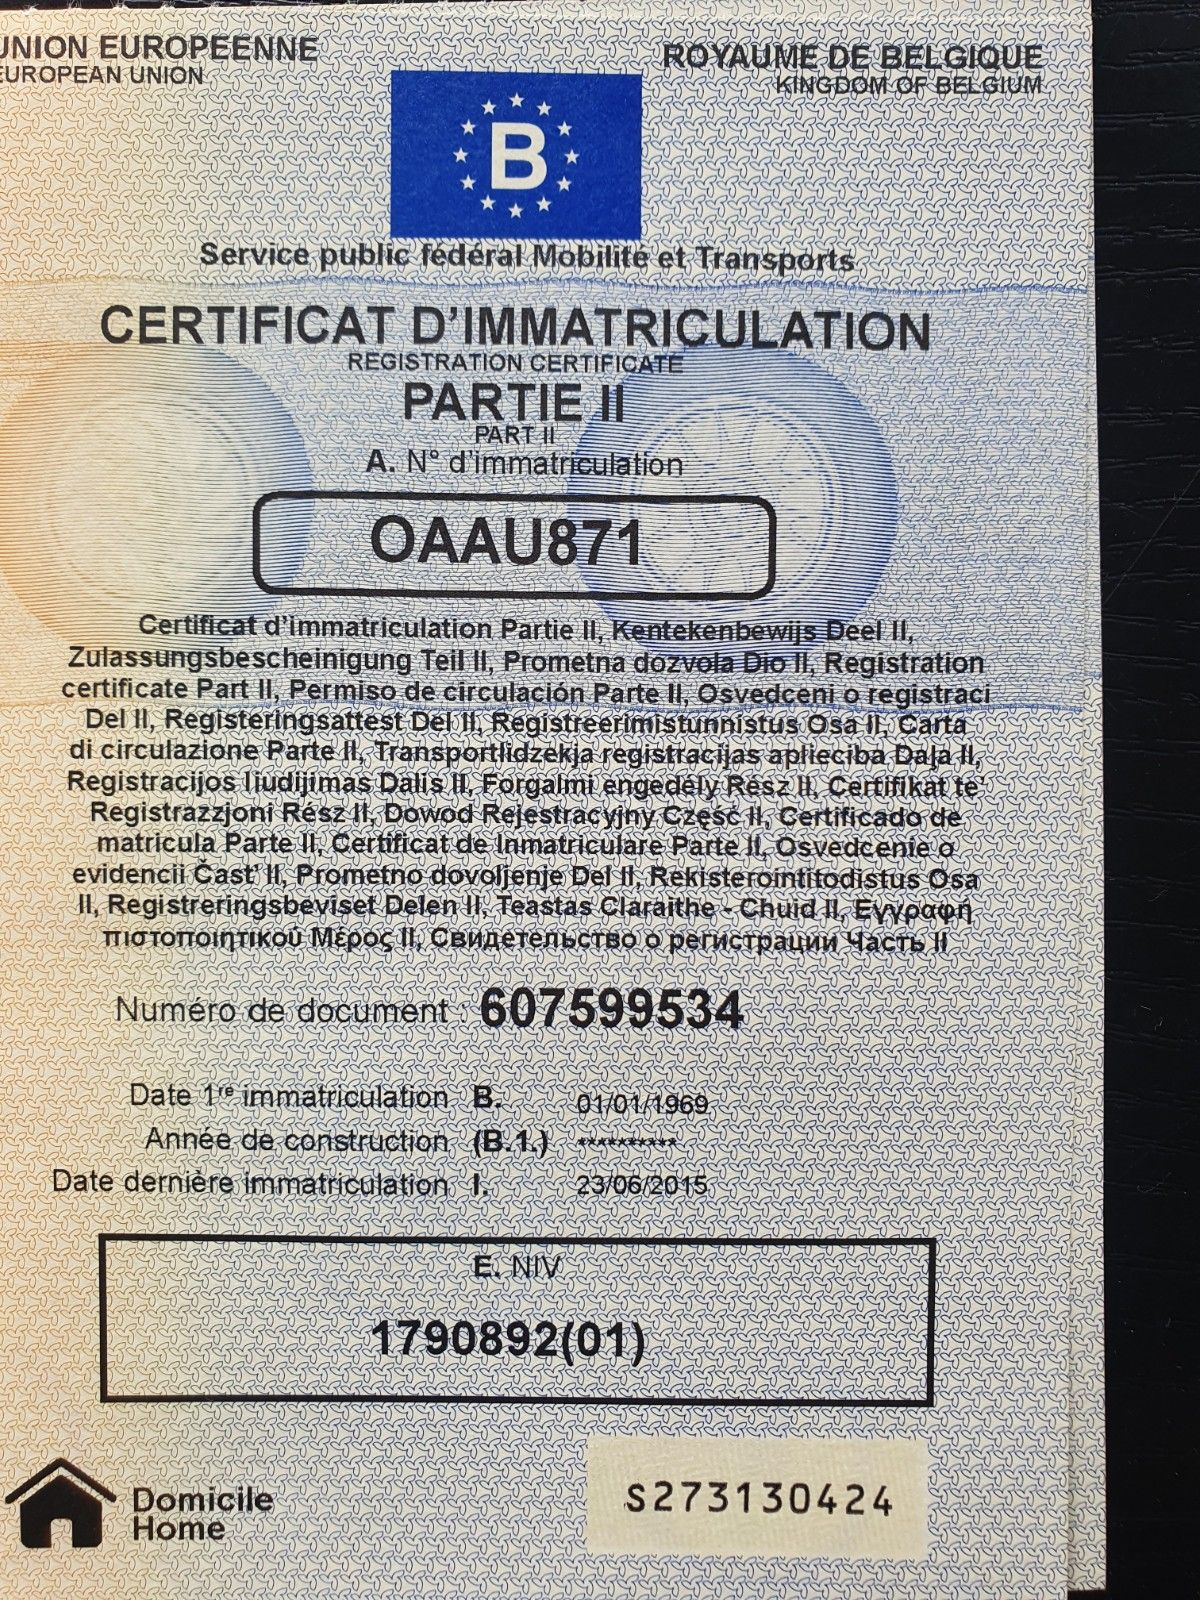 UNION EUROPEENNE
EUROPEAN UNION
ROYAUME DE BELGIQUE
KINGDOM OF BELGIUM
B
Service public fédéral Mobilité et Transports
CERTIFICAT D'IMMATRICULATION
REGISTRATION CERTIFICATE
PARTIE II
PART II
A. N° d'immatriculation
OAAU871
Certificat d'immatriculation Partie II, Kentekenbewijs Deel II,
Zulassungsbescheinigung Teil II, Prometna dozvola Dio II, Registration
certificate Part II, Permiso de circulación Parte II, Osvedceni o registraci
Del II, Registeringsattest Del II, Registreerimistunnistus Osa II, Carta
di circulazione Parte II, Transportlidzekja registracijas aplieciba Daļa II,
Registracijos liudijimas Dalis II, Forgalmi engedély Rész II, Certifikat te'
Registrazzjoni Rész II, Dowod Rejestracyjny Część II, Certificado de
matricula Parte II, Certificat de Inmatriculare Parte II, Osvedcenie o
evidencii Čast' II, Prometno dovoljenje Del II, Rekisterointitodistus Osa
II, Registreringsbeviset Delen II, Teastas Claraithe - Chuid II, Εγγραφή
πιστοποιητικού Μέρος II, Свидетельство о регистрации Часть II
Numéro de document : 607599534
Date 1re immatriculation B. 01/01/1969
Année de construction (B.1.) **********
Date dernière immatriculation I. 23/06/2015
E. NIV
1790892(01)
Domicile
Home
S273130424